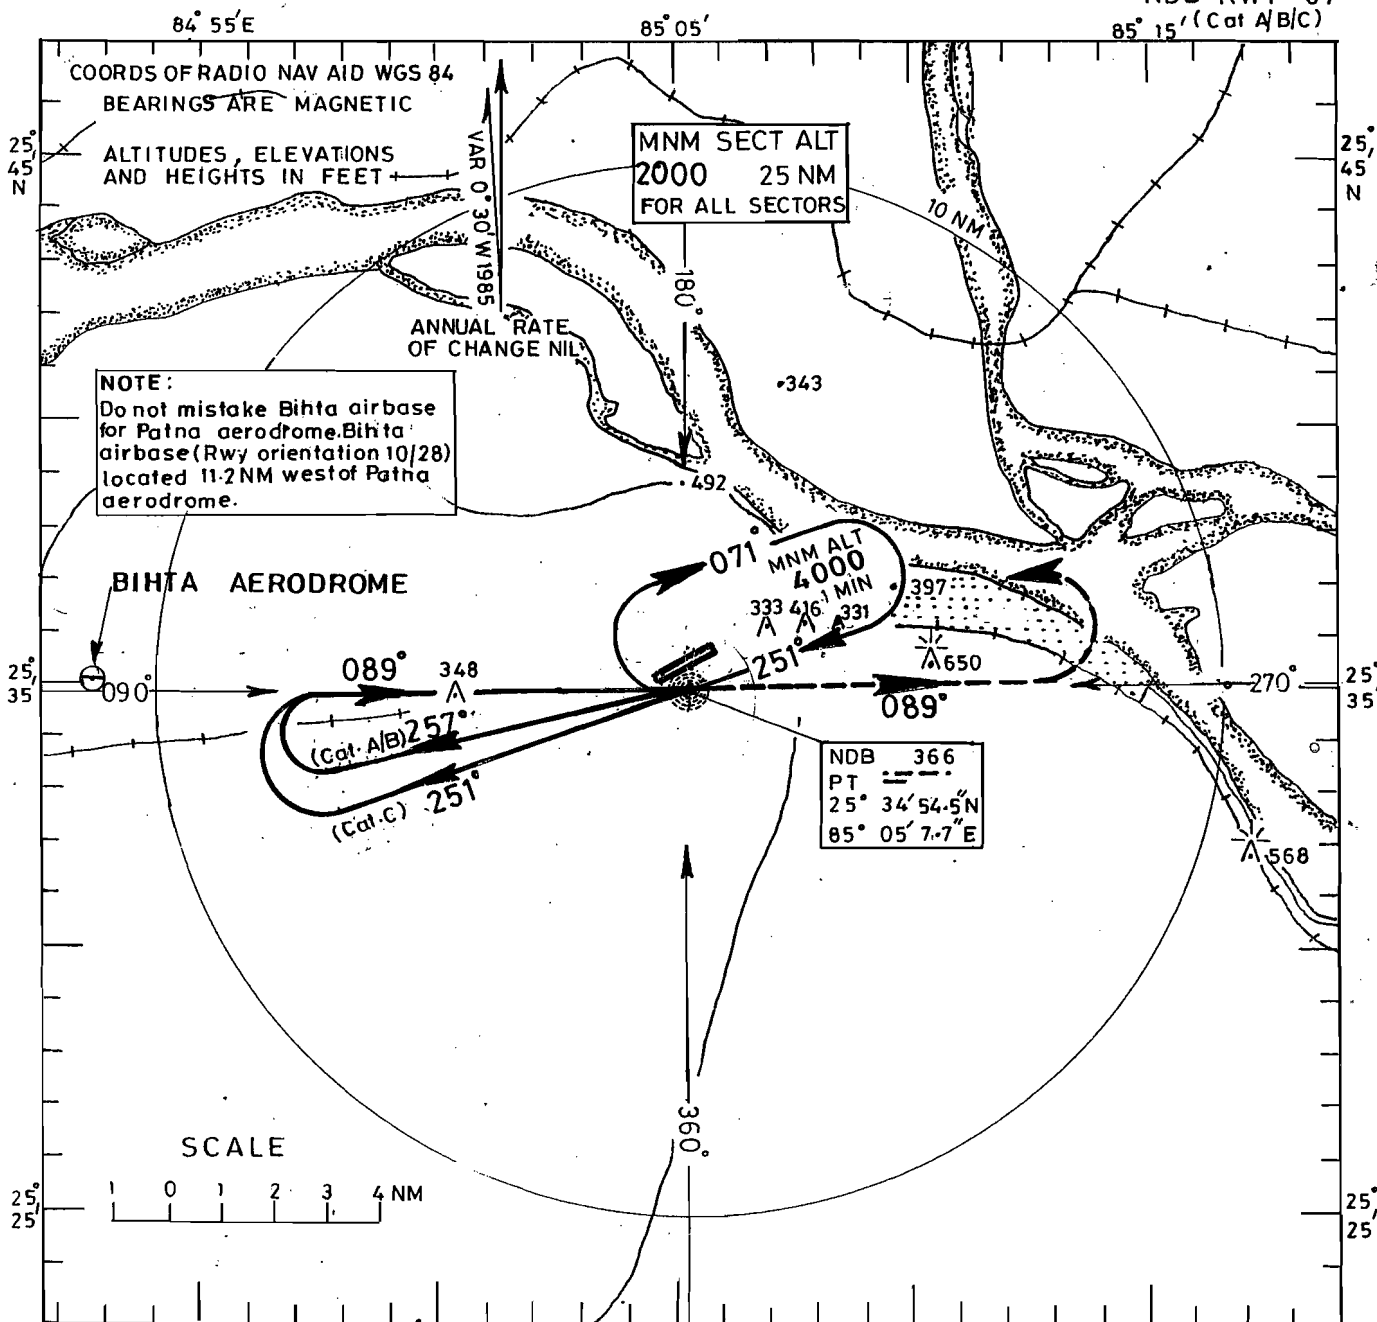 NDB RWY 07
84° 55'E
85° 05'
85° 15' (Cat A/B/C)
COORDS OF RADIO NAV AID WGS 84
BEARINGS ARE MAGNETIC
ALTITUDES, ELEVATIONS
AND HEIGHTS IN FEET
25°
45'
N
25°
45'
N
VAR 0° 30' W 1985
ANNUAL RATE
OF CHANGE NIL
MNM SECT ALT
2000 25 NM
FOR ALL SECTORS
10 NM
180°
343
NOTE:
Do not mistake Bihta airbase
for Patna aerodrome. Bihta
airbase (Rwy orientation 10/28)
located 11.2 NM west of Patna
aerodrome.
492
071°
MNM ALT
4000
1 MIN
397
333
416
331
251°
650
BIHTA AERODROME
25°
35'
090°
089°
348
089°
270°
25°
35'
(Cat. A/B) 257°
(Cat. C) 251°
NDB 366
PT
25° 34' 54.5"N
85° 05' 7.7"E
568
360°
SCALE
1 0 1 2 3 4 NM
25°
25'
25°
25'